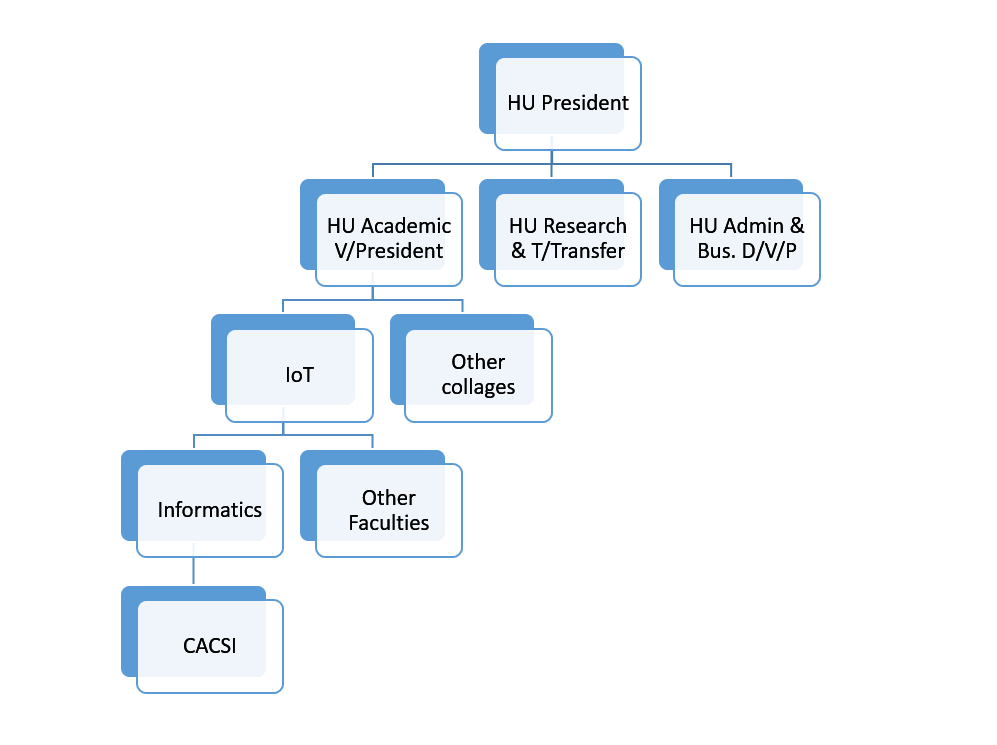 HU President
HU Academic
V/President
HU Research
& T/Transfer
HU Admin &
Bus. D/V/P
IoT
Other
collages
Informatics
Other
Faculties
CACSI